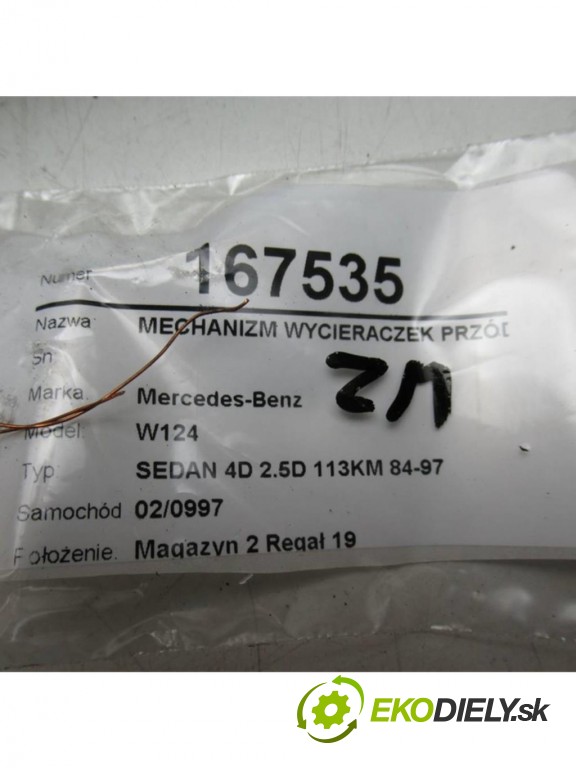 Numer 167535
Nazwa: MECHANIZM WYCIERACZEK PRZÓD
Sn:
Marka. Mercedes-Benz
Model: W124
Typ: SEDAN 4D 2.5D 113KM 84-97
Samochód 02/0997
Położenie. Magazyn 2 Regał 19
EKODIELY.sk